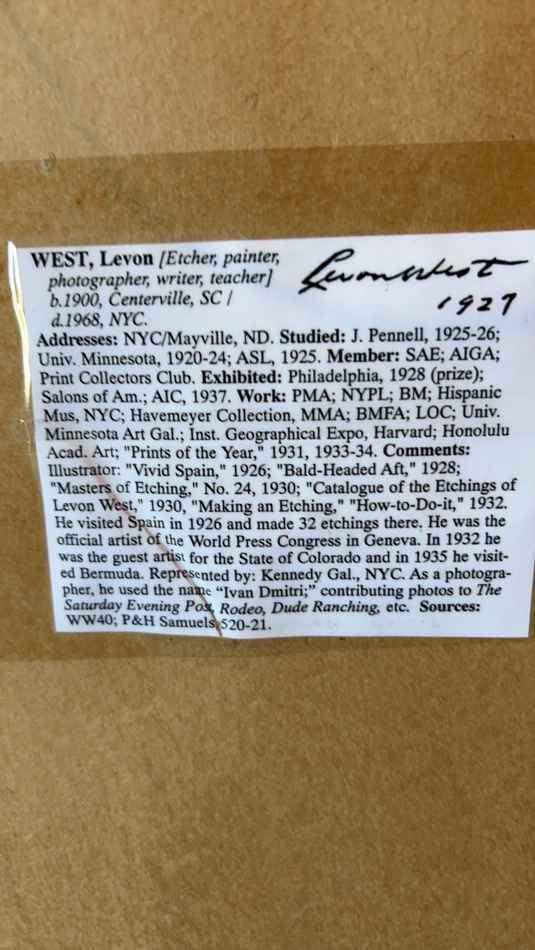 WEST, Levon [Etcher, painter,
photographer, writer, teacher]
b.1900, Centerville, SC /
d.1968, NYC.
Levon West
1927
Addresses: NYC/Mayville, ND. Studied: J. Pennell, 1925-26;
Univ. Minnesota, 1920-24; ASL, 1925. Member: SAE; AIGA;
Print Collectors Club. Exhibited: Philadelphia, 1928 (prize);
Salons of Am.; AIC, 1937. Work: PMA; NYPL; BM; Hispanic
Mus, NYC; Havemeyer Collection, MMA; BMFA; LOC; Univ.
Minnesota Art Gal.; Inst. Geographical Expo, Harvard; Honolulu
Acad. Art; "Prints of the Year," 1931, 1933-34. Comments:
Illustrator: "Vivid Spain," 1926; "Bald-Headed Aft," 1928;
"Masters of Etching," No. 24, 1930; "Catalogue of the Etchings of
Levon West," 1930, "Making an Etching," "How-to-Do-it," 1932.
He visited Spain in 1926 and made 32 etchings there. He was the
official artist of the World Press Congress in Geneva. In 1932 he
was the guest artist for the State of Colorado and in 1935 he visit-
ed Bermuda. Represented by: Kennedy Gal., NYC. As a photogra-
pher, he used the name “Ivan Dmitri;” contributing photos to The
Saturday Evening Post, Rodeo, Dude Ranching, etc. Sources:
WW40; P&H Samuels, 520-21.